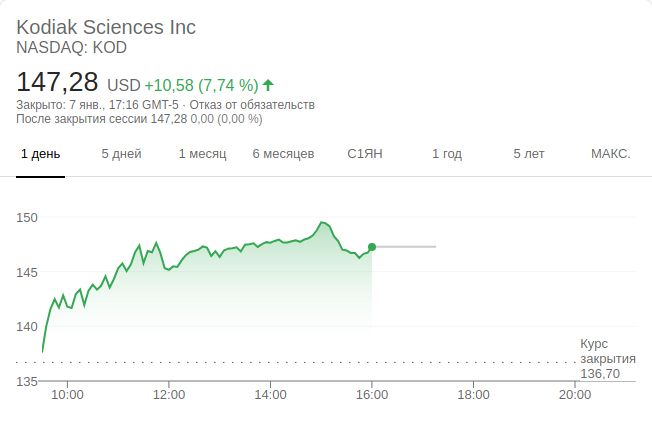 Kodiak Sciences Inc
NASDAQ: KOD
147,28 USD +10,58 (7,74 %)
Закрыто: 7 янв., 17:16 GMT-5 · Отказ от обязательств
После закрытия сессии 147,28 0,00 (0,00 %)
1 день 5 дней 1 месяц 6 месяцев С1ЯН 1 год 5 лет МАКС.
150
145
140
Курс
закрытия
136,70
135
10:00 12:00 14:00 16:00 18:00 20:00